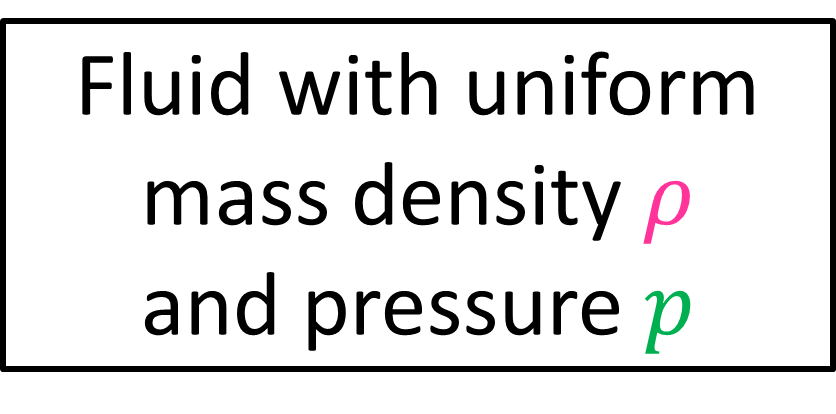 Fluid with uniform
mass density ρ
and pressure p